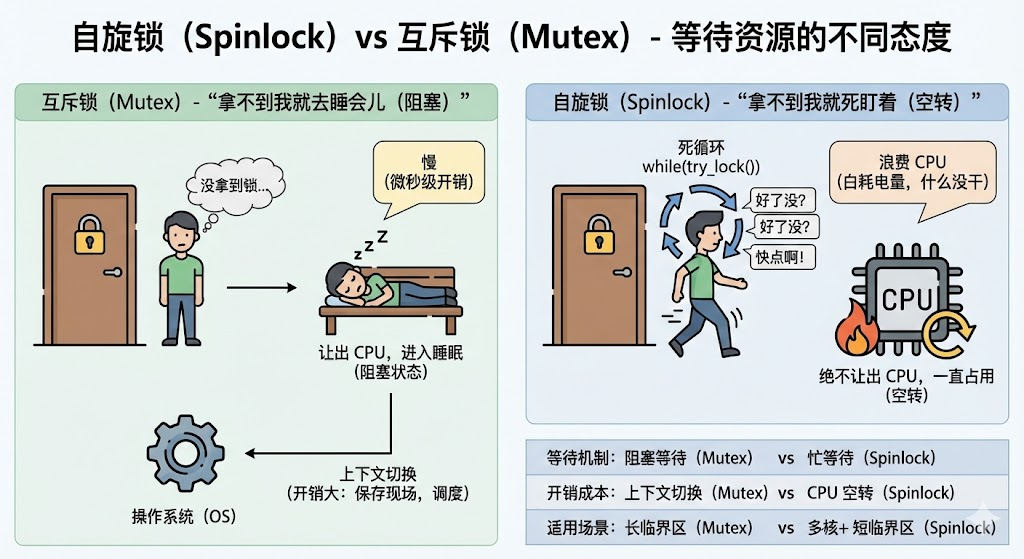 自旋锁（Spinlock）vs 互斥锁（Mutex）- 等待资源的不同态度
互斥锁（Mutex）- “拿不到我就去睡会儿（阻塞）”
没拿到锁...
慢
（微秒级开销）
z z Z
让出 CPU，进入睡眠
（阻塞状态）
上下文切换
（开销大：保存现场，调度）
操作系统（OS）
自旋锁（Spinlock）- “拿不到我就死盯着（空转）”
死循环
while(try_lock())
好了没？
好了没？
快点啊！
浪费 CPU
（白耗电量，什么没干）
CPU
绝不让出 CPU，一直占用
（空转）
等待机制：阻塞等待（Mutex） vs 忙等待（Spinlock）
开销成本：上下文切换（Mutex） vs CPU 空转（Spinlock）
适用场景：长临界区（Mutex） vs 多核+ 短临界区（Spinlock）